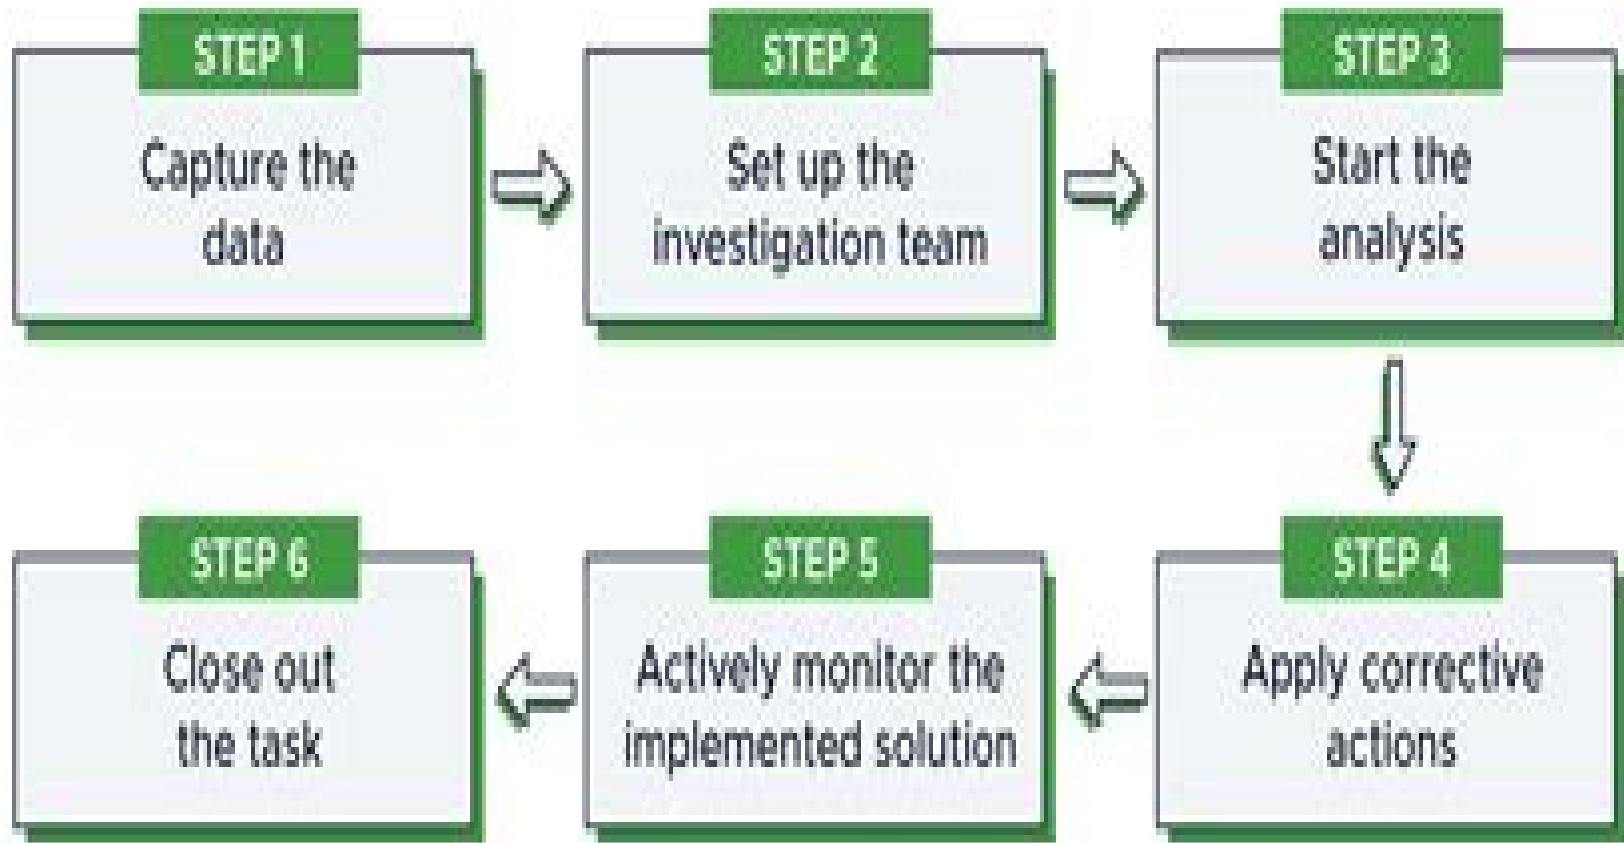 STEP 1
Capture the
data
STEP 2
Set up the
investigation team
STEP 3
Start the
analysis
STEP 4
Apply corrective
actions
STEP 5
Actively monitor the
implemented solution
STEP 6
Close out
the task